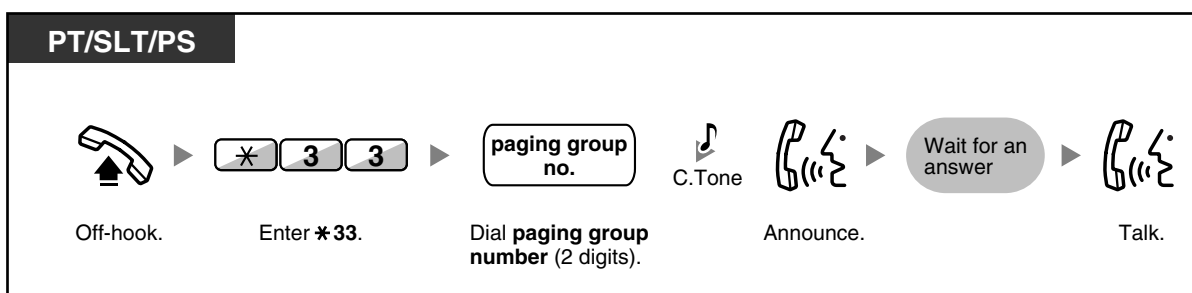 PT/SLT/PS
* 3 3
paging group
no.
C.Tone
Wait for an
answer
Off-hook.
Enter *33.
Dial paging group
number (2 digits).
Announce.
Talk.